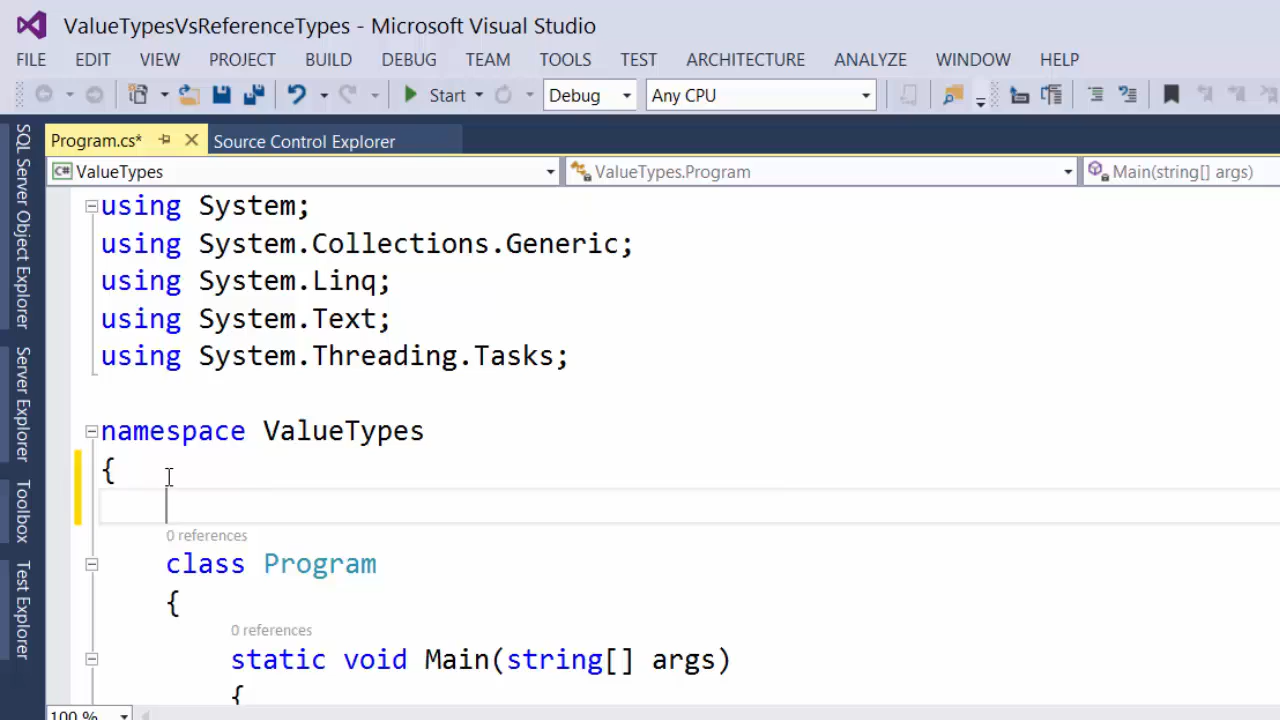 ValueTypesVsReferenceTypes - Microsoft Visual Studio
FILE EDIT VIEW PROJECT BUILD DEBUG TEAM TOOLS TEST ARCHITECTURE ANALYZE WINDOW HELP
Start Debug Any CPU
SQL Server Object Explorer
Server Explorer
Toolbox
Test Explorer
Program.cs* Source Control Explorer
C# ValueTypes ValueTypes.Program Main(string[] args)
using System;
using System.Collections.Generic;
using System.Linq;
using System.Text;
using System.Threading.Tasks;
namespace ValueTypes
{
0 references
class Program
{
0 references
static void Main(string[] args)
{
100 %